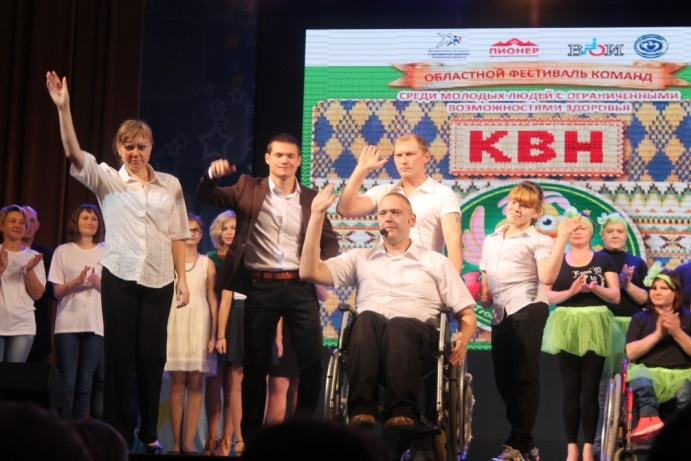 ПИОНЕР
ВОИ
ОБЛАСТНОЙ ФЕСТИВАЛЬ КОМАНД
СРЕДИ МОЛОДЫХ ЛЮДЕЙ С ОГРАНИЧЕННЫМИ
ВОЗМОЖНОСТЯМИ ЗДОРОВЬЯ
КВН